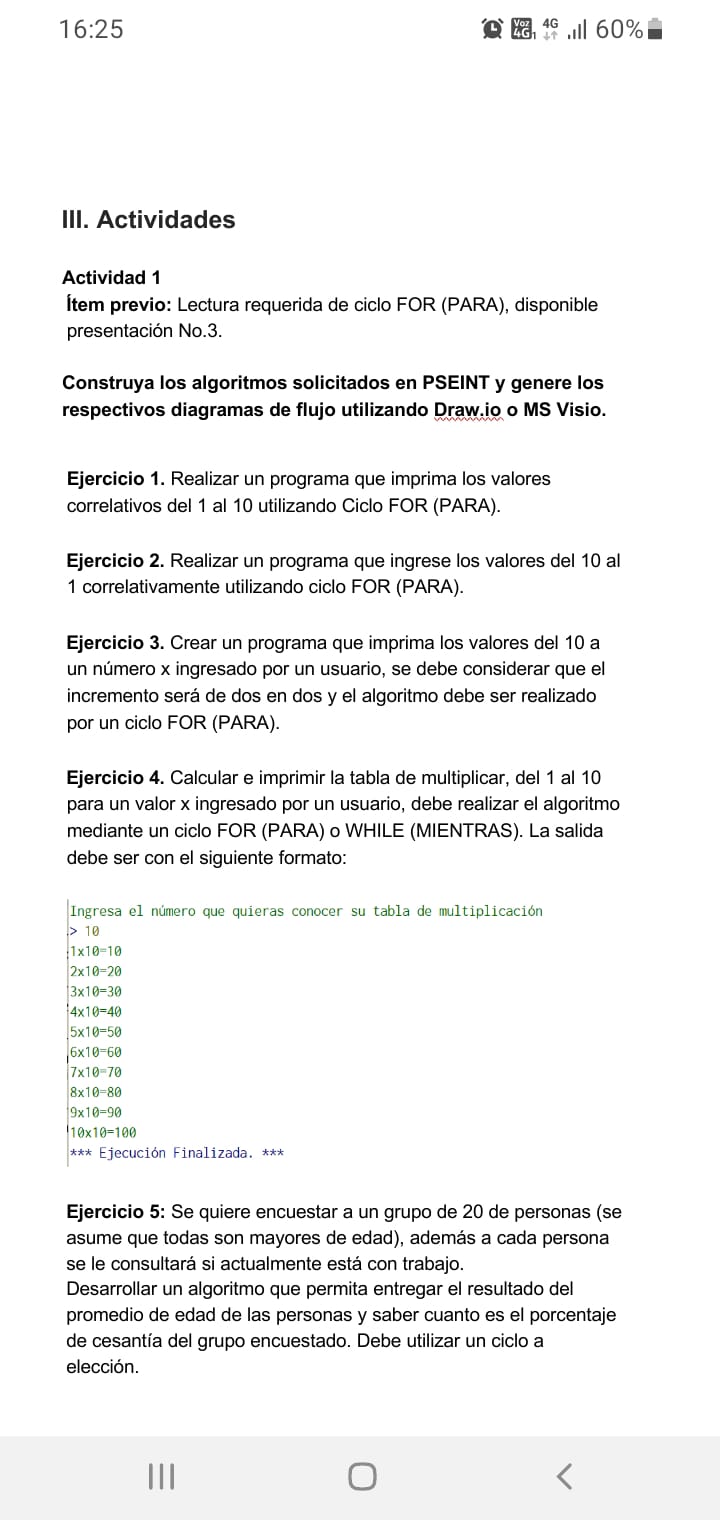 16:25
Voz 4G 4G 60%
III. Actividades
Actividad 1
Ítem previo: Lectura requerida de ciclo FOR (PARA), disponible
presentación No.3.
Construya los algoritmos solicitados en PSEINT y genere los
respectivos diagramas de flujo utilizando Draw.io o MS Visio.
Ejercicio 1. Realizar un programa que imprima los valores
correlativos del 1 al 10 utilizando Ciclo FOR (PARA).
Ejercicio 2. Realizar un programa que ingrese los valores del 10 al
1 correlativamente utilizando ciclo FOR (PARA).
Ejercicio 3. Crear un programa que imprima los valores del 10 a
un número x ingresado por un usuario, se debe considerar que el
incremento será de dos en dos y el algoritmo debe ser realizado
por un ciclo FOR (PARA).
Ejercicio 4. Calcular e imprimir la tabla de multiplicar, del 1 al 10
para un valor x ingresado por un usuario, debe realizar el algoritmo
mediante un ciclo FOR (PARA) o WHILE (MIENTRAS). La salida
debe ser con el siguiente formato:
Ingresa el número que quieras conocer su tabla de multiplicación
> 10
1x10=10
2x10=20
3x10=30
4x10=40
5x10=50
6x10=60
7x10=70
8x10=80
9x10=90
10x10=100
*** Ejecución Finalizada. ***
Ejercicio 5: Se quiere encuestar a un grupo de 20 de personas (se
asume que todas son mayores de edad), además a cada persona
se le consultará si actualmente está con trabajo.
Desarrollar un algoritmo que permita entregar el resultado del
promedio de edad de las personas y saber cuanto es el porcentaje
de cesantía del grupo encuestado. Debe utilizar un ciclo a
elección.